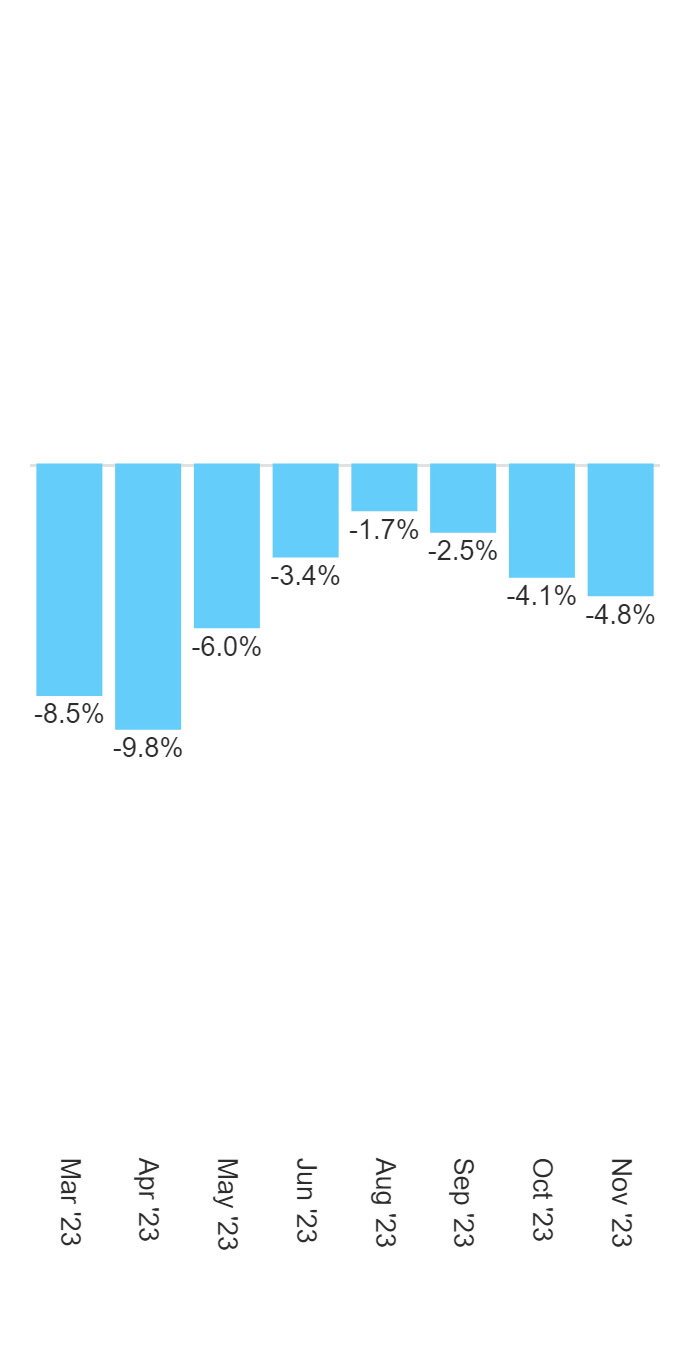 -8.5%
-9.8%
-6.0%
-3.4%
-1.7%
-2.5%
-4.1%
-4.8%
Mar '23
Apr '23
May '23
Jun '23
Aug '23
Sep '23
Oct '23
Nov '23